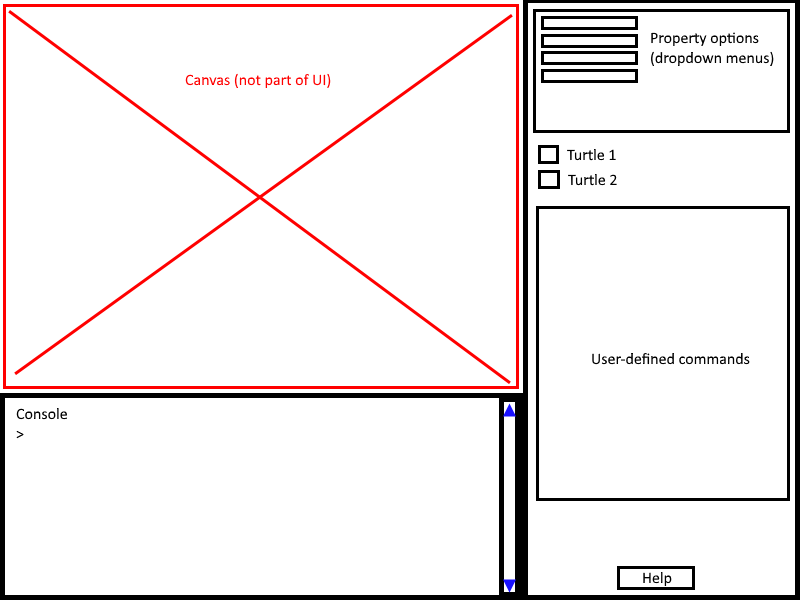 Canvas (not part of UI)
Property options
(dropdown menus)
Turtle 1
Turtle 2
User-defined commands
Console
>
Help